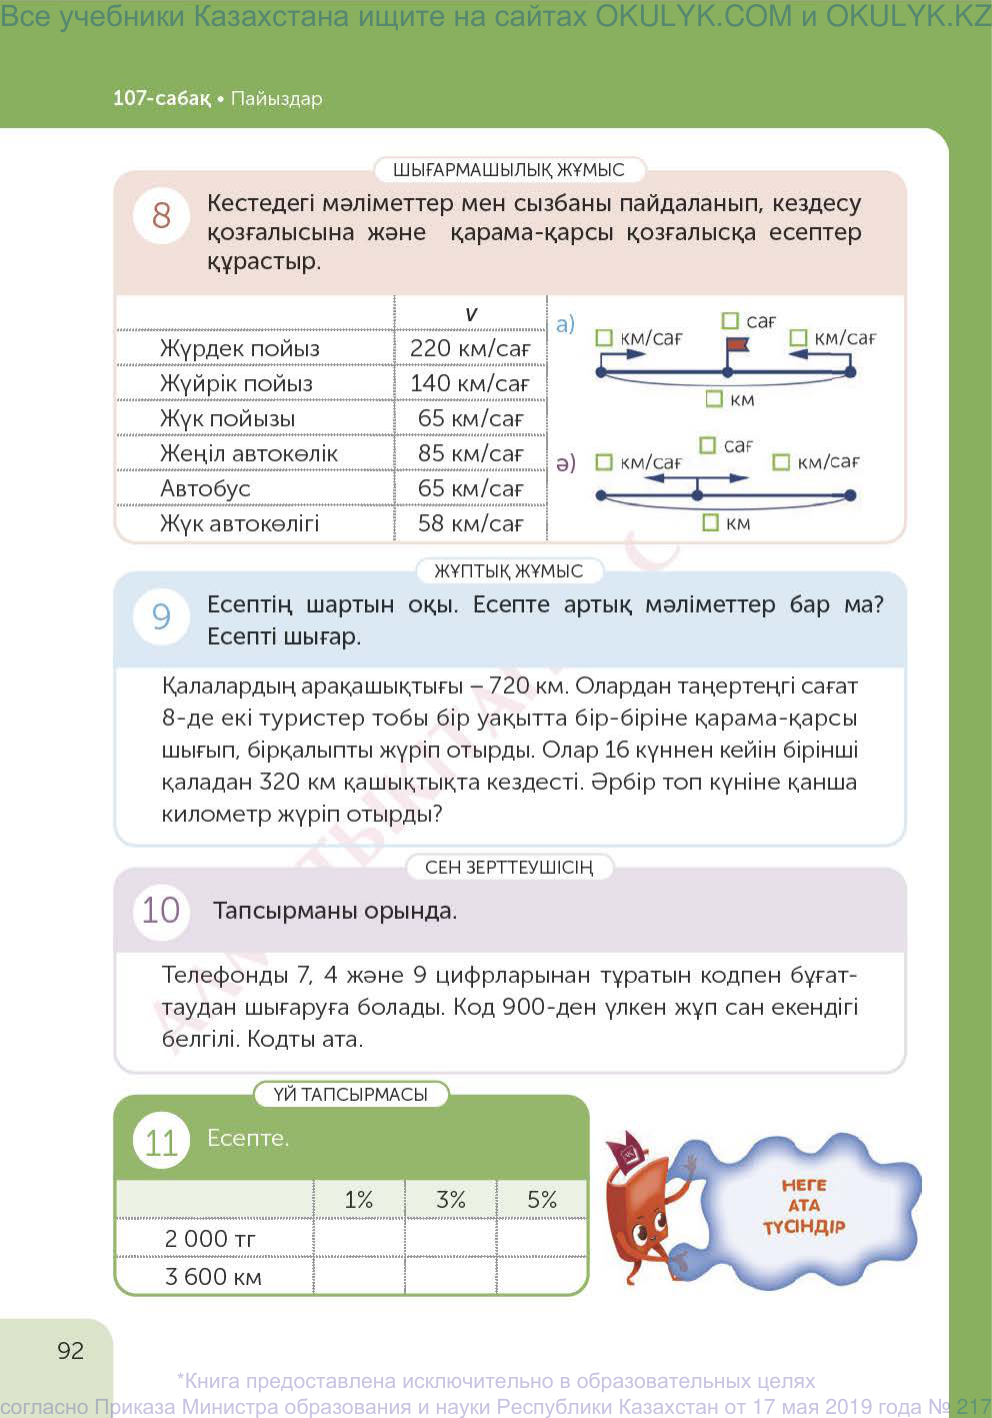 Все учебники Казахстана ищите на сайтах OKULYK.COM и OKULYK.KZ
107-сабақ • Пайыздар
ШЫҒАРМАШЫЛЫҚ ЖҰМЫС
8 Кестедегі мәліметтер мен сызбаны пайдаланып, кездесу
қозғалысына және қарама-қарсы қозғалысқа есептер
құрастыр.
v
Жүрдек пойыз 220 км/сағ
Жүйрік пойыз 140 км/сағ
Жүк пойызы 65 км/сағ
Жеңіл автокөлік 85 км/сағ
Автобус 65 км/сағ
Жүк автокөлігі 58 км/сағ
а) км/сағ сағ км/сағ
км
ә) км/сағ сағ км/сағ
км
ЖҰПТЫҚ ЖҰМЫС
9 Есептің шартын оқы. Есепте артық мәліметтер бар ма?
Есепті шығар.
Қалалардың арақашықтығы – 720 км. Олардан таңертеңгі сағат
8-де екі туристер тобы бір уақытта бір-біріне қарама-қарсы
шығып, бірқалыпты жүріп отырды. Олар 16 күннен кейін бірінші
қаладан 320 км қашықтықта кездесті. Әрбір топ күніне қанша
километр жүріп отырды?
СЕН ЗЕРТТЕУШІСІҢ
10 Тапсырманы орында.
Телефонды 7, 4 және 9 цифрларынан тұратын кодпен бұғат-
таудан шығаруға болады. Код 900-ден үлкен жұп сан екендігі
белгілі. Кодты ата.
ҮЙ ТАПСЫРМАСЫ
11 Есепте.
1% 3% 5%
2 000 тг
3 600 км
НЕГЕ
АТА
ТҮСІНДІР
92
*Книга предоставлена исключительно в образовательных целях
согласно Приказа Министра образования и науки Республики Казахстан от 17 мая 2019 года № 217